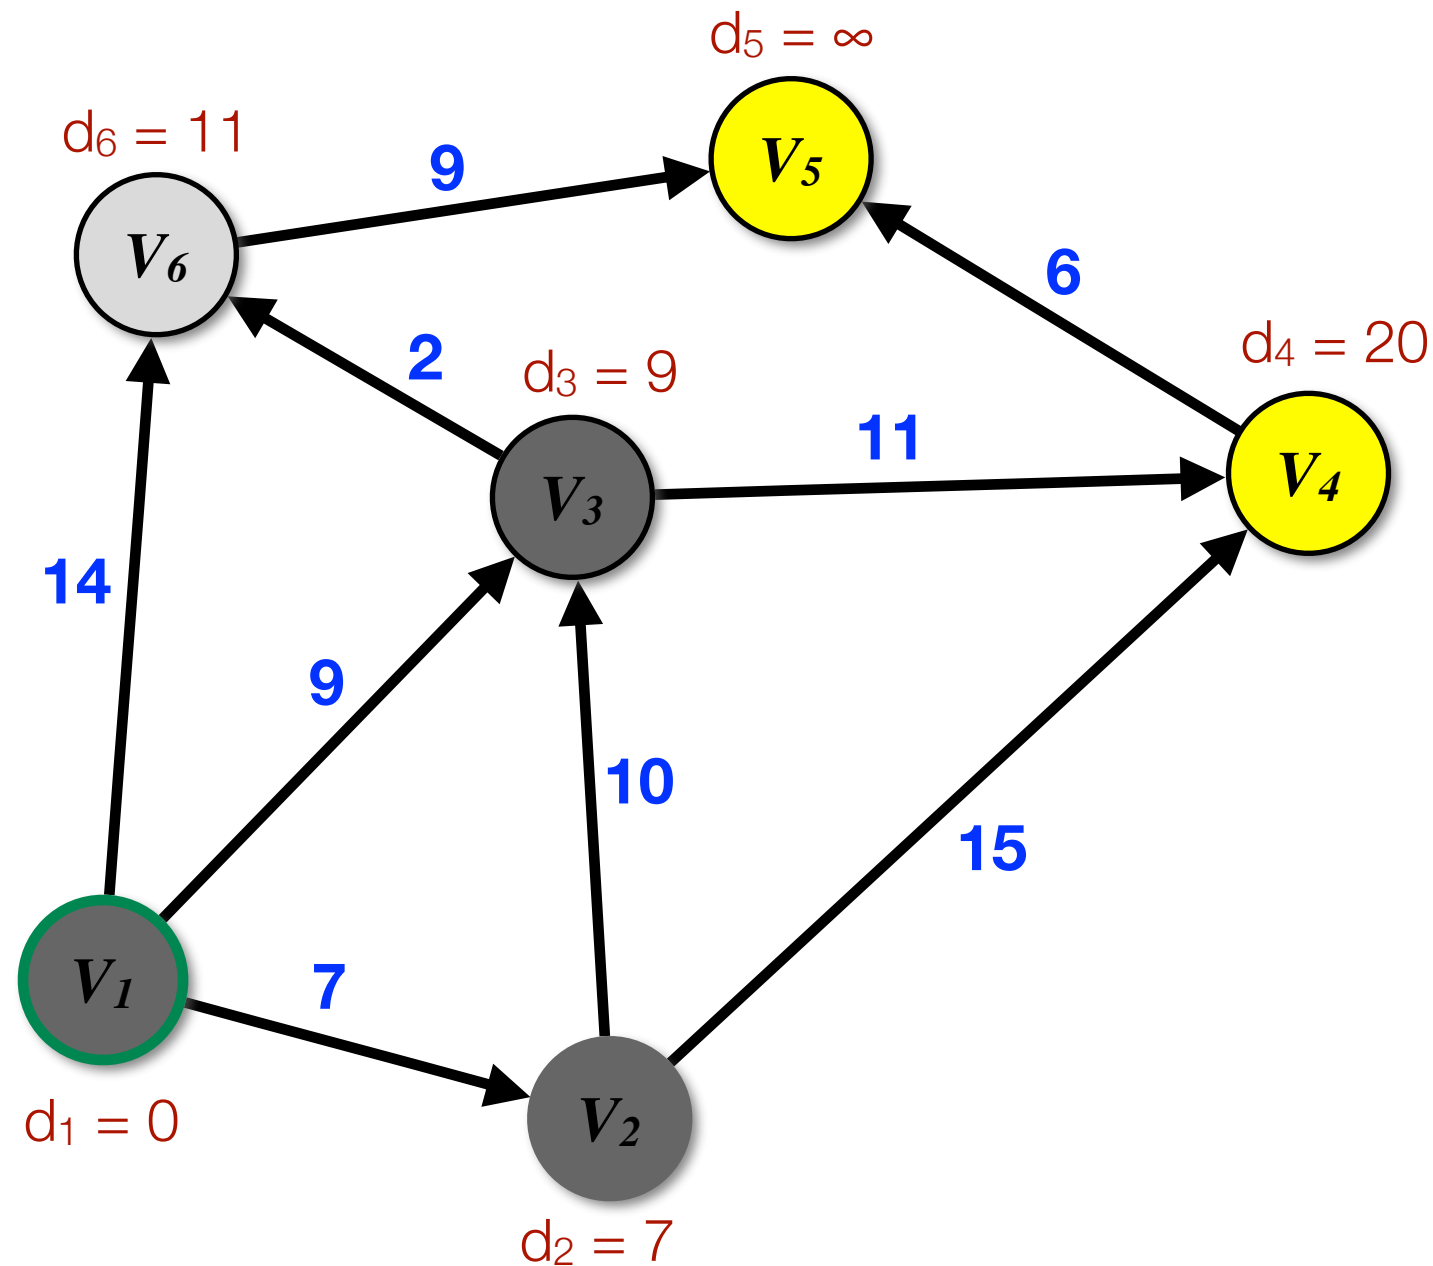 d5 = ∞
d6 = 11
9
V5
V6
6
2
d4 = 20
d3 = 9
11
V4
V3
14
9
10
15
V1
7
d1 = 0
V2
d2 = 7